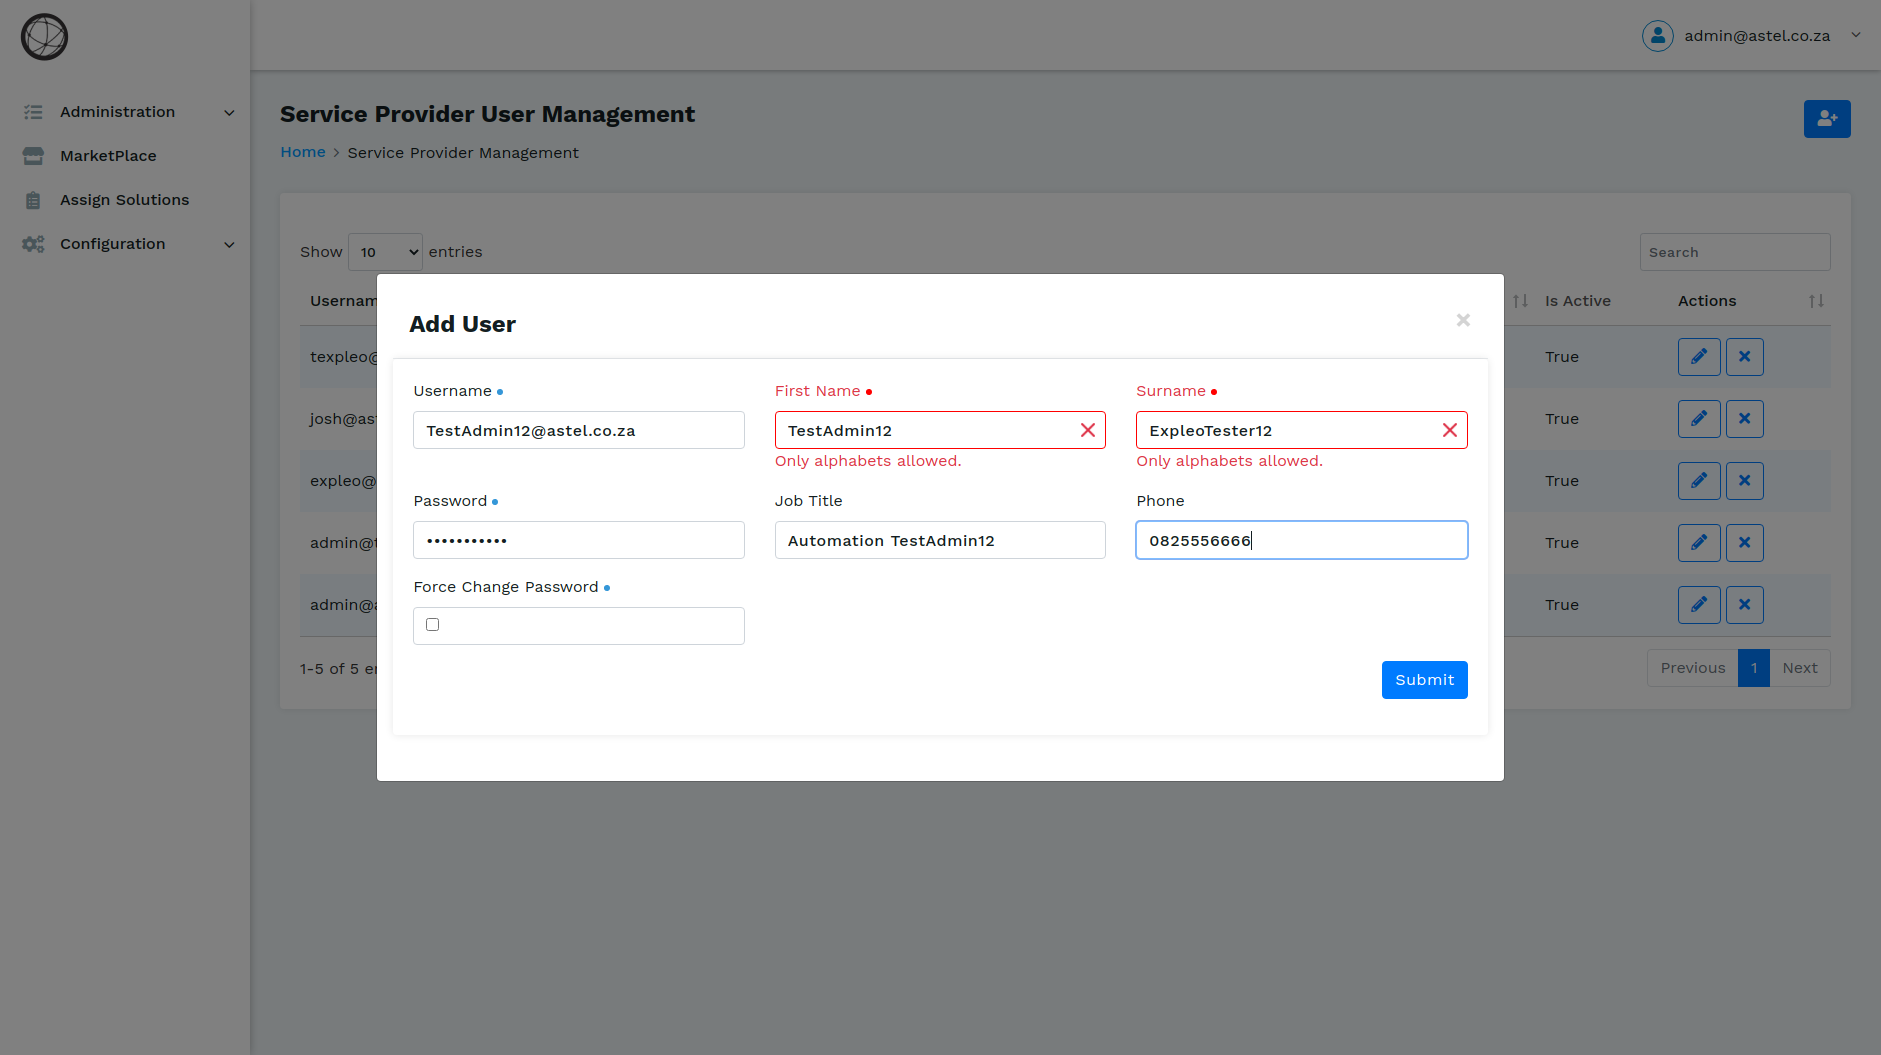 admin@astel.co.za
Administration
MarketPlace
Assign Solutions
Configuration
Service Provider User Management
Home > Service Provider Management
Show 10 entries
Search
Usernam
Is Active
Actions
texpleo@
True
josh@ast
True
expleo@
True
admin@
True
admin@a
True
1-5 of 5 en
Previous 1 Next
Add User
×
Username
First Name
Surname
TestAdmin12@astel.co.za
TestAdmin12
ExpleoTester12
Only alphabets allowed.
Only alphabets allowed.
Password
Job Title
Phone
•••••••••••
Automation TestAdmin12
0825556666
Force Change Password
Submit